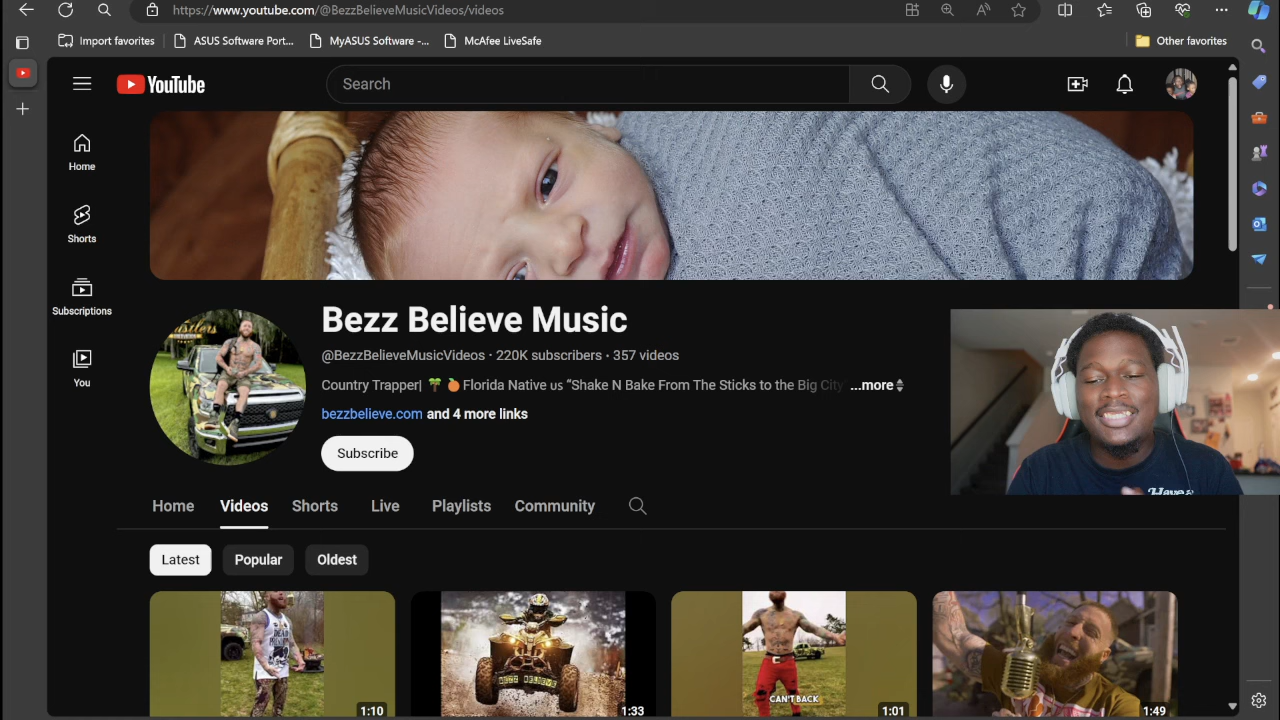 https://www.youtube.com/@BezzBelieveMusicVideos/videos
Import favorites
ASUS Software Port...
MyASUS Software -...
McAfee LiveSafe
Other favorites
YouTube
Search
Home
Shorts
Subscriptions
You
Bezz Believe Music
@BezzBelieveMusicVideos · 220K subscribers · 357 videos
Country Trapper| 🌴 🍑 Florida Native us “Shake N Bake From The Sticks to the Big City ...more
bezzbelieve.com and 4 more links
Subscribe
Home Videos Shorts Live Playlists Community
Latest Popular Oldest
BEZZ BELIEVE
CAN'T BACK
1:10
1:33
1:01
1:49